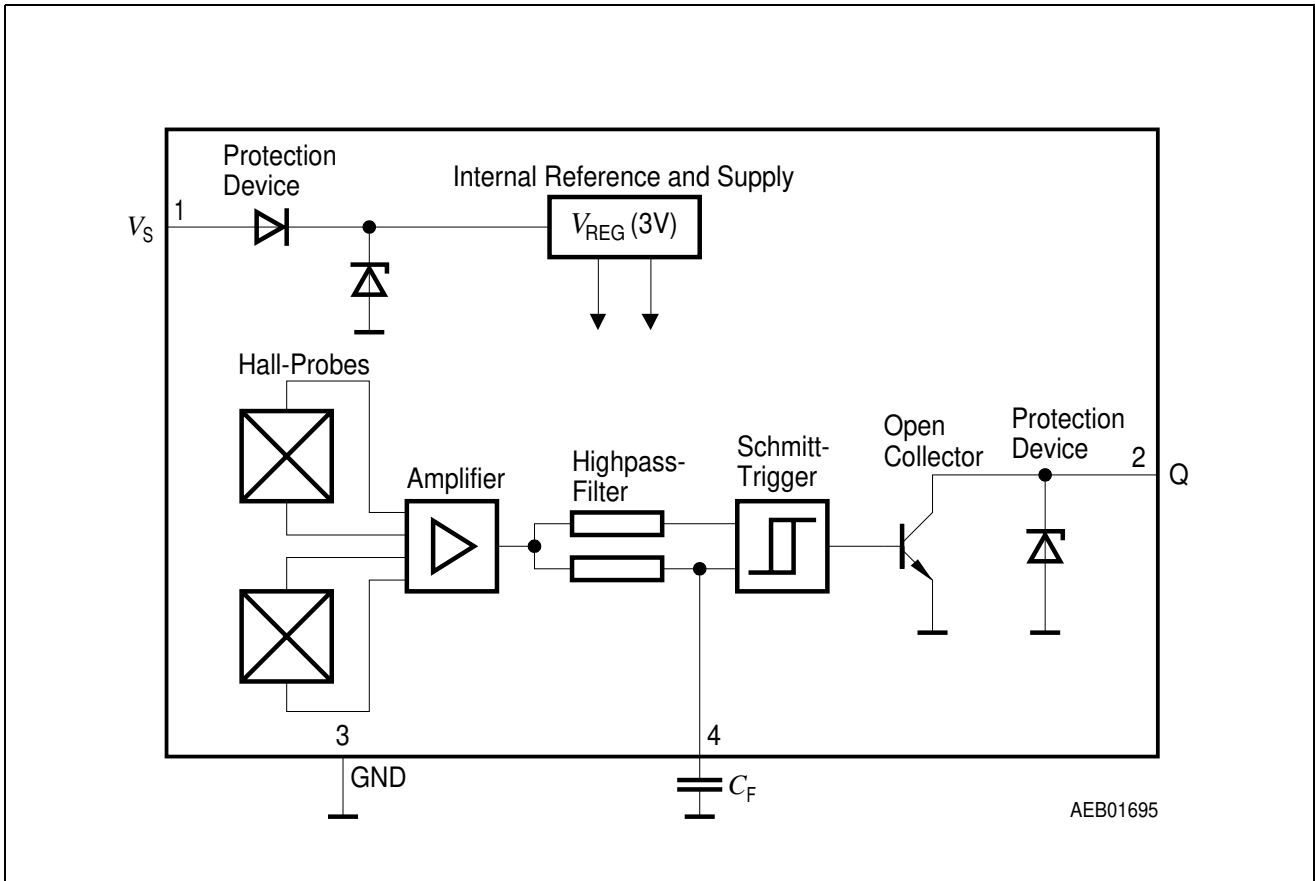 Protection
Device
Internal Reference and Supply
1
VS
VREG (3V)
Hall-Probes
Amplifier
Highpass-
Filter
Schmitt-
Trigger
Open
Collector
Protection
Device
2
Q
3
GND
4
CF
AEB01695